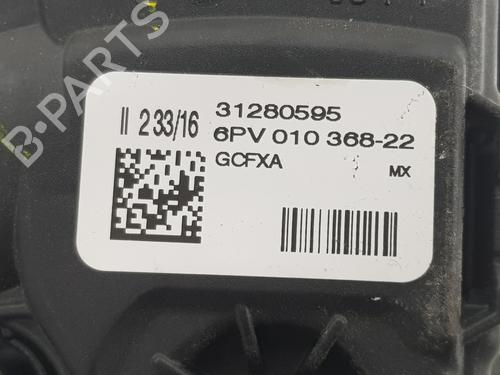 B-PARTS
II 2 33/16
31280595
6PV 010 368-22
GCFXA
MX